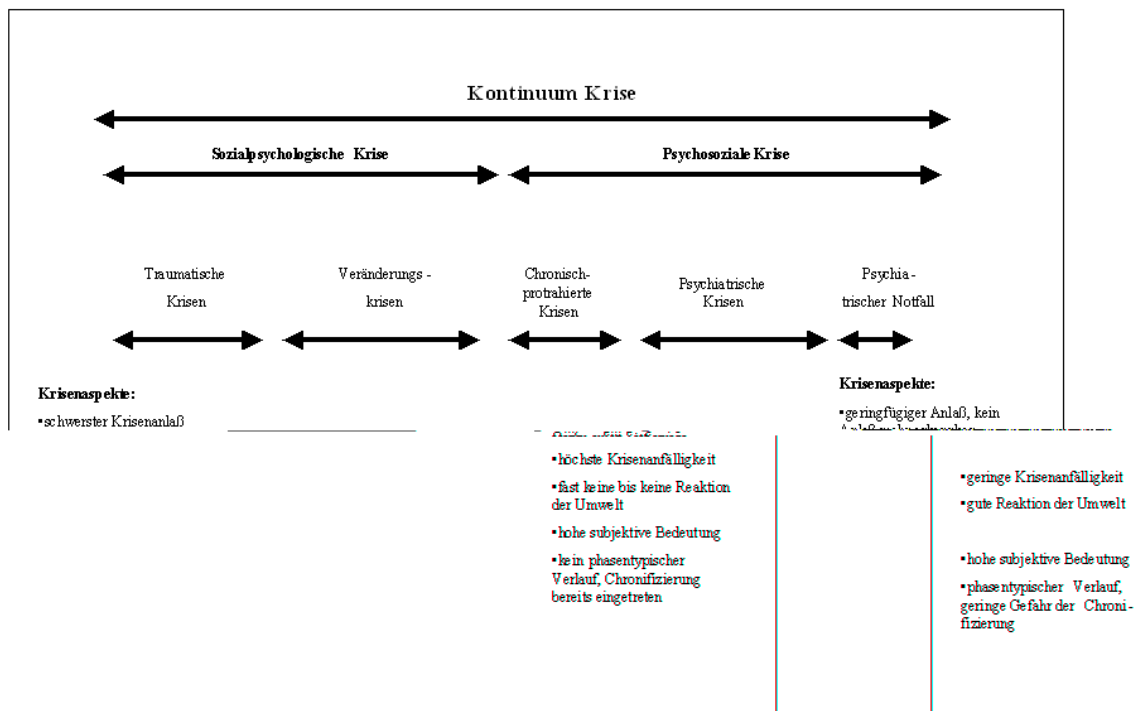 Kontinuum Krise
Sozialpsychologische Krise
Psychosoziale Krise
Traumatische
Krisen
Veränderungs -
krisen
Chronisch-
protrahierte
Krisen
Psychiatrische
Krisen
Psychia -
trischer Notfall
Krisenaspekte:
▪schwerster Krisenanlaß
Krisenaspekte:
▪geringfügiger Anlaß, kein
▪höchste Krisenanfälligkeit
▪fast keine bis keine Reaktion
der Umwelt
▪hohe subjektive Bedeutung
▪kein phasentypischer
Verlauf, Chronifizierung
bereits eingetreten
▪geringe Krisenanfälligkeit
▪gute Reaktion der Umwelt
▪hohe subjektive Bedeutung
▪phasentypischer Verlauf,
geringe Gefahr der Chroni-
fizierung